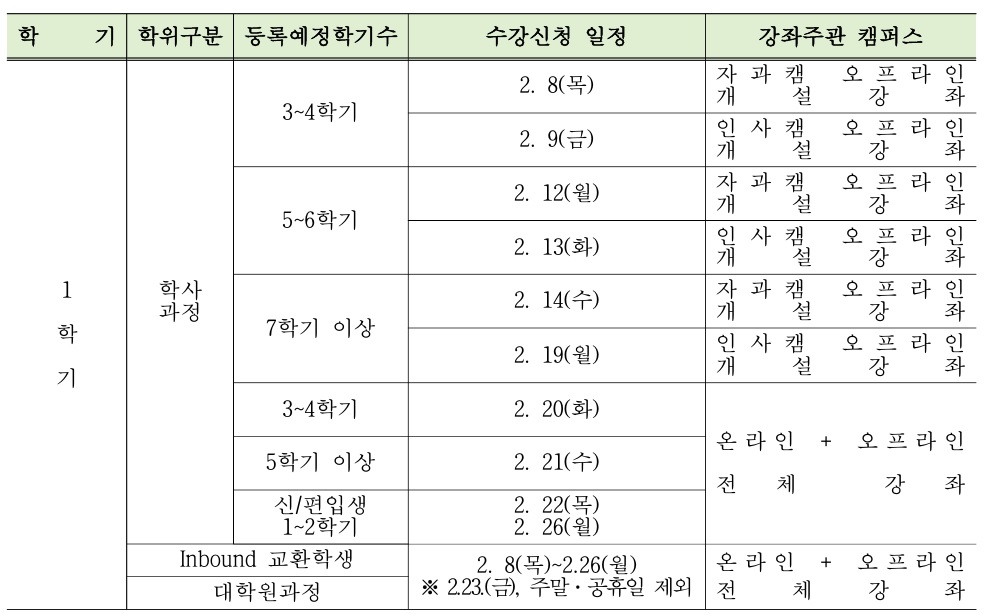 학 기 학위구분 등록예정학기수 수강신청 일정 강좌주관 캠퍼스
1
학
기
학사
과정
3~4학기
2. 8(목)
자과캠 오프라인
개설 강좌
2. 9(금)
인사캠 오프라인
개설 강좌
5~6학기
2. 12(월)
자과캠 오프라인
개설 강좌
2. 13(화)
인사캠 오프라인
개설 강좌
7학기 이상
2. 14(수)
자과캠 오프라인
개설 강좌
2. 19(월)
인사캠 오프라인
개설 강좌
3~4학기
2. 20(화)
온라인 + 오프라인
전체 강좌
5학기 이상
2. 21(수)
신/편입생
1~2학기
2. 22(목)
2. 26(월)
Inbound 교환학생
대학원과정
2. 8(목)~2.26(월)
※ 2.23.(금), 주말·공휴일 제외
온라인 + 오프라인
전체 강좌